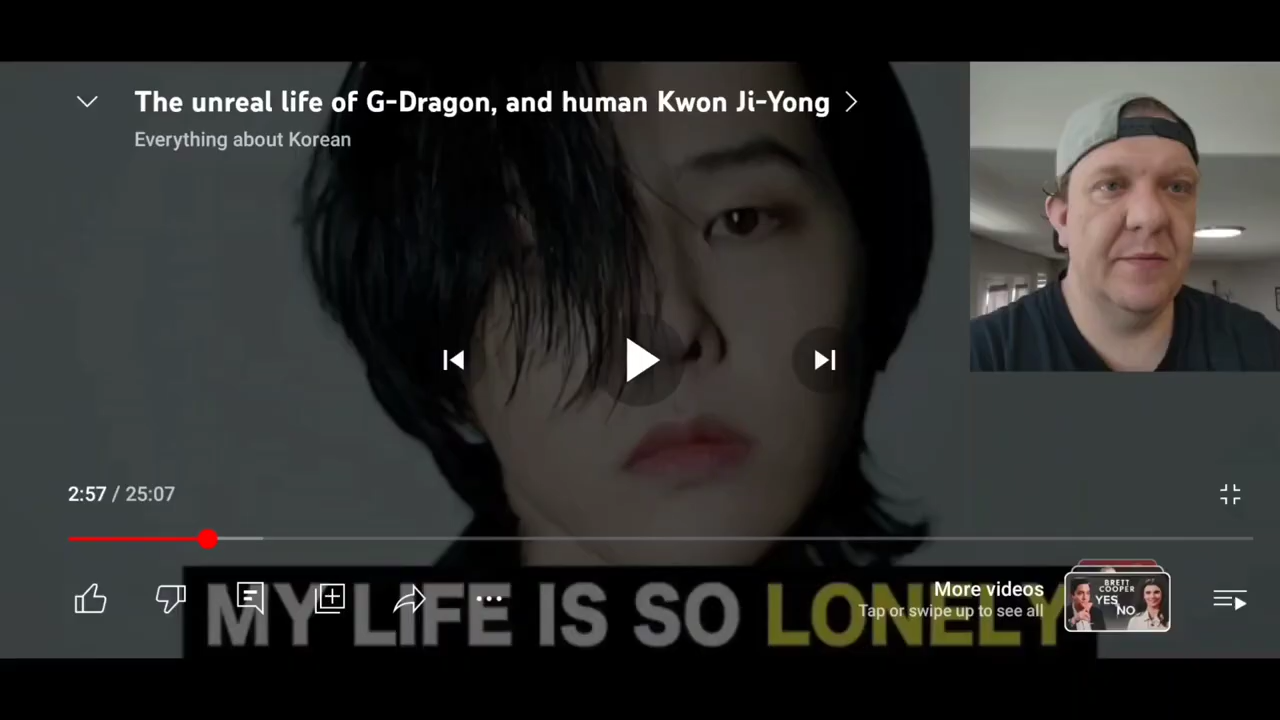 The unreal life of G-Dragon, and human Kwon Ji-Yong
Everything about Korean
2:57 / 25:07
More videos
Tap or swipe up to see all
BRETT
COOPER
YES
NO
MY LIFE IS SO LONELY